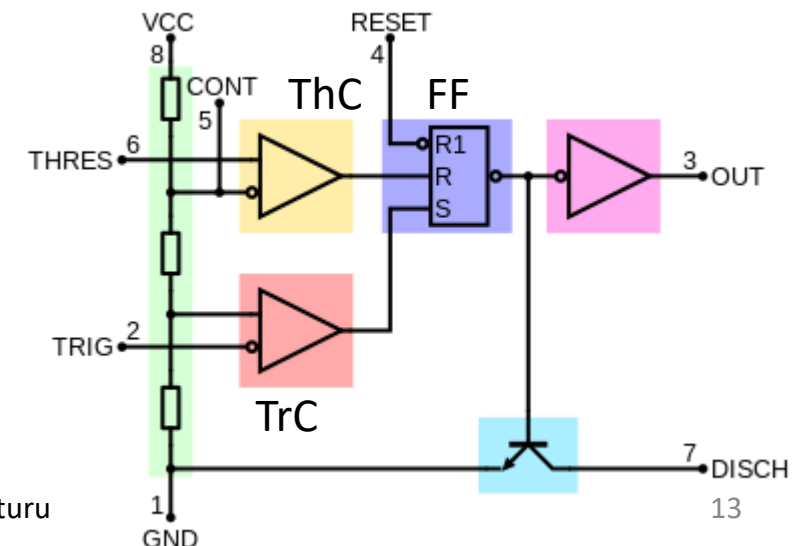 VCC
RESET
8
4
CONT
5
ThC
FF
THRES
6
R1
R
S
3
OUT
TRIG
2
TrC
7
DISCH
1
GND
turu
13